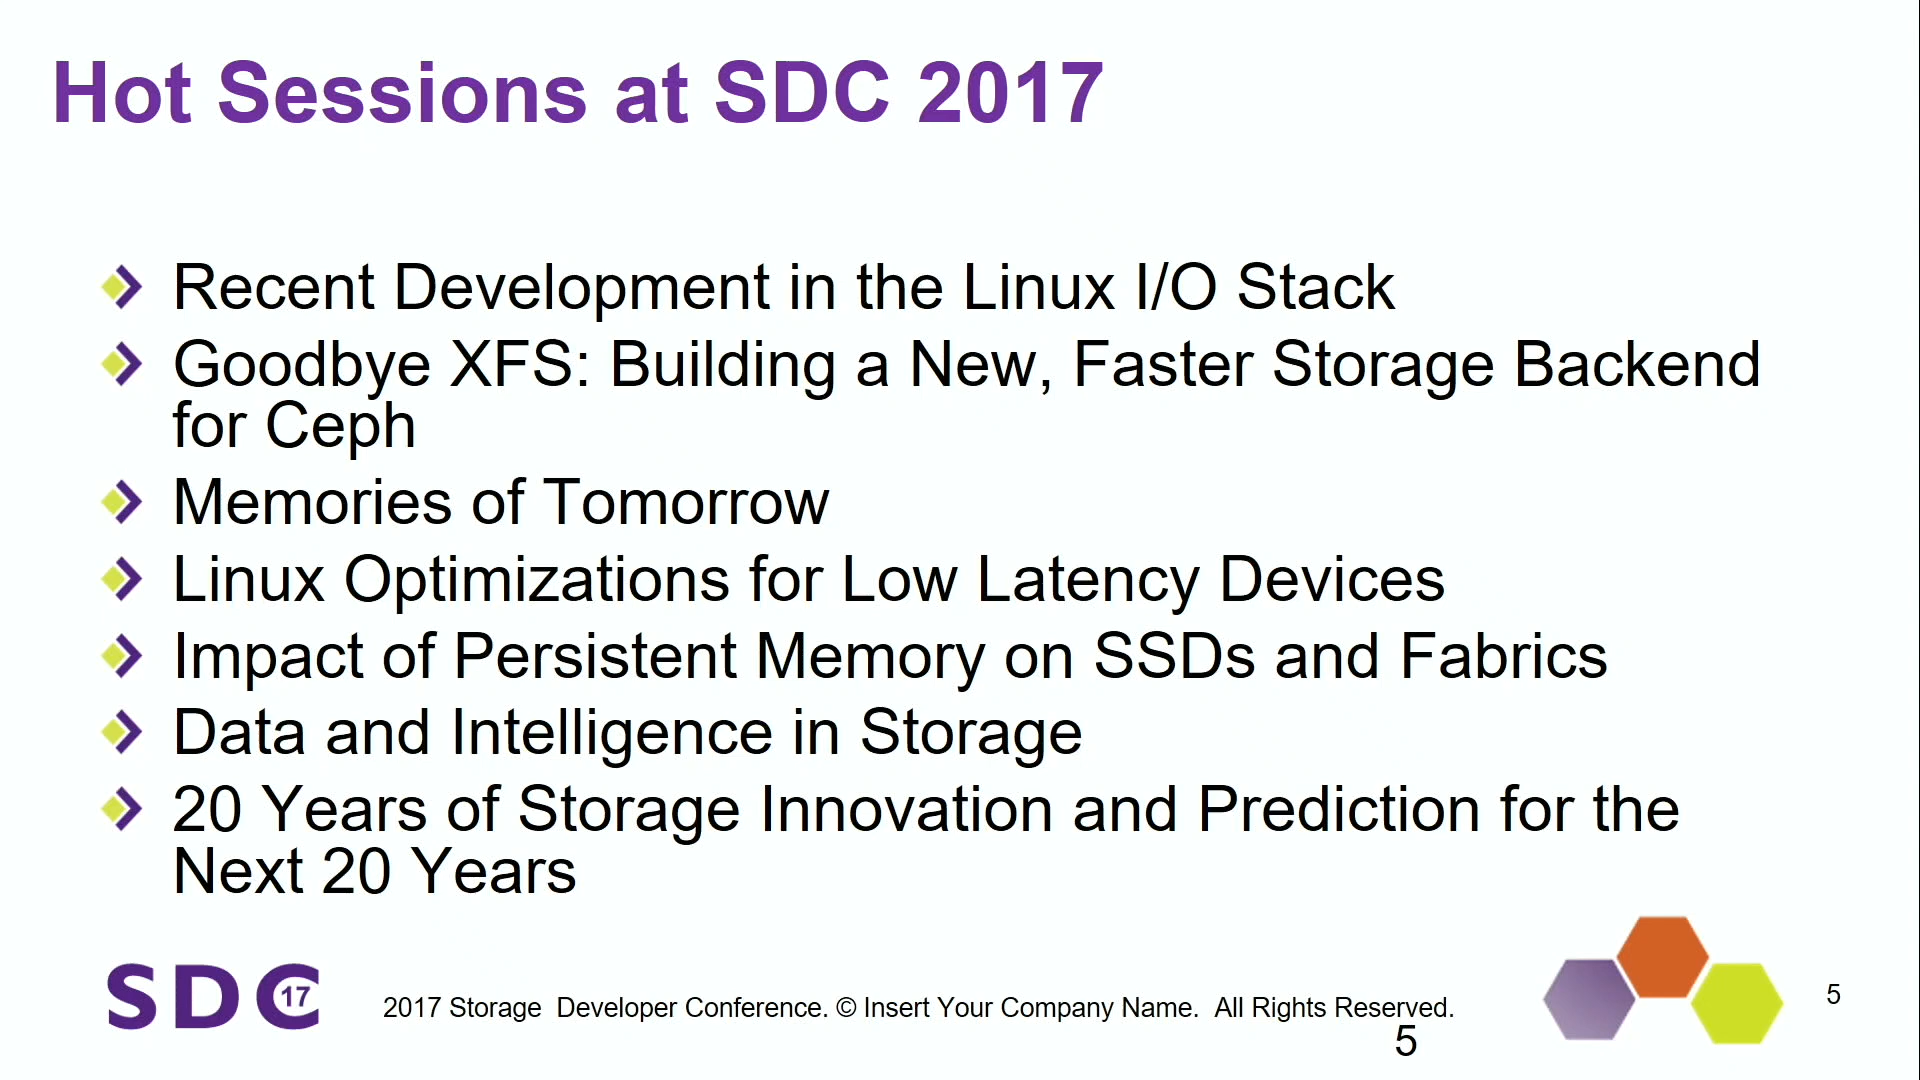 Hot Sessions at SDC 2017
Recent Development in the Linux I/O Stack
Goodbye XFS: Building a New, Faster Storage Backend
for Ceph
Memories of Tomorrow
Linux Optimizations for Low Latency Devices
Impact of Persistent Memory on SSDs and Fabrics
Data and Intelligence in Storage
20 Years of Storage Innovation and Prediction for the
Next 20 Years
SDC 17
2017 Storage  Developer Conference. © Insert Your Company Name.  All Rights Reserved.
5
5